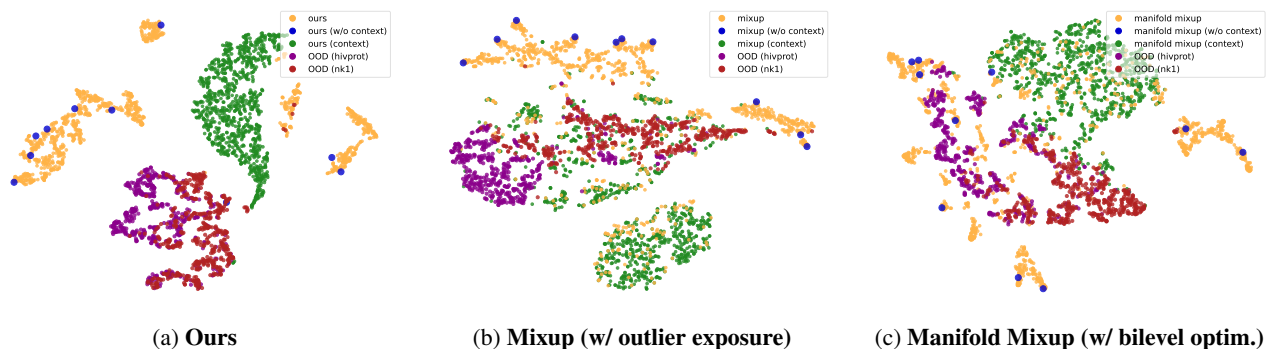 ours
ours (w/o context)
ours (context)
OOD (hivprot)
OOD (nk1)
mixup
mixup (w/o context)
mixup (context)
OOD (hivprot)
OOD (nk1)
manifold mixup
manifold mixup (w/o context)
manifold mixup (context)
OOD (hivprot)
OOD (nk1)
(a) Ours
(b) Mixup (w/ outlier exposure)
(c) Manifold Mixup (w/ bilevel optim.)